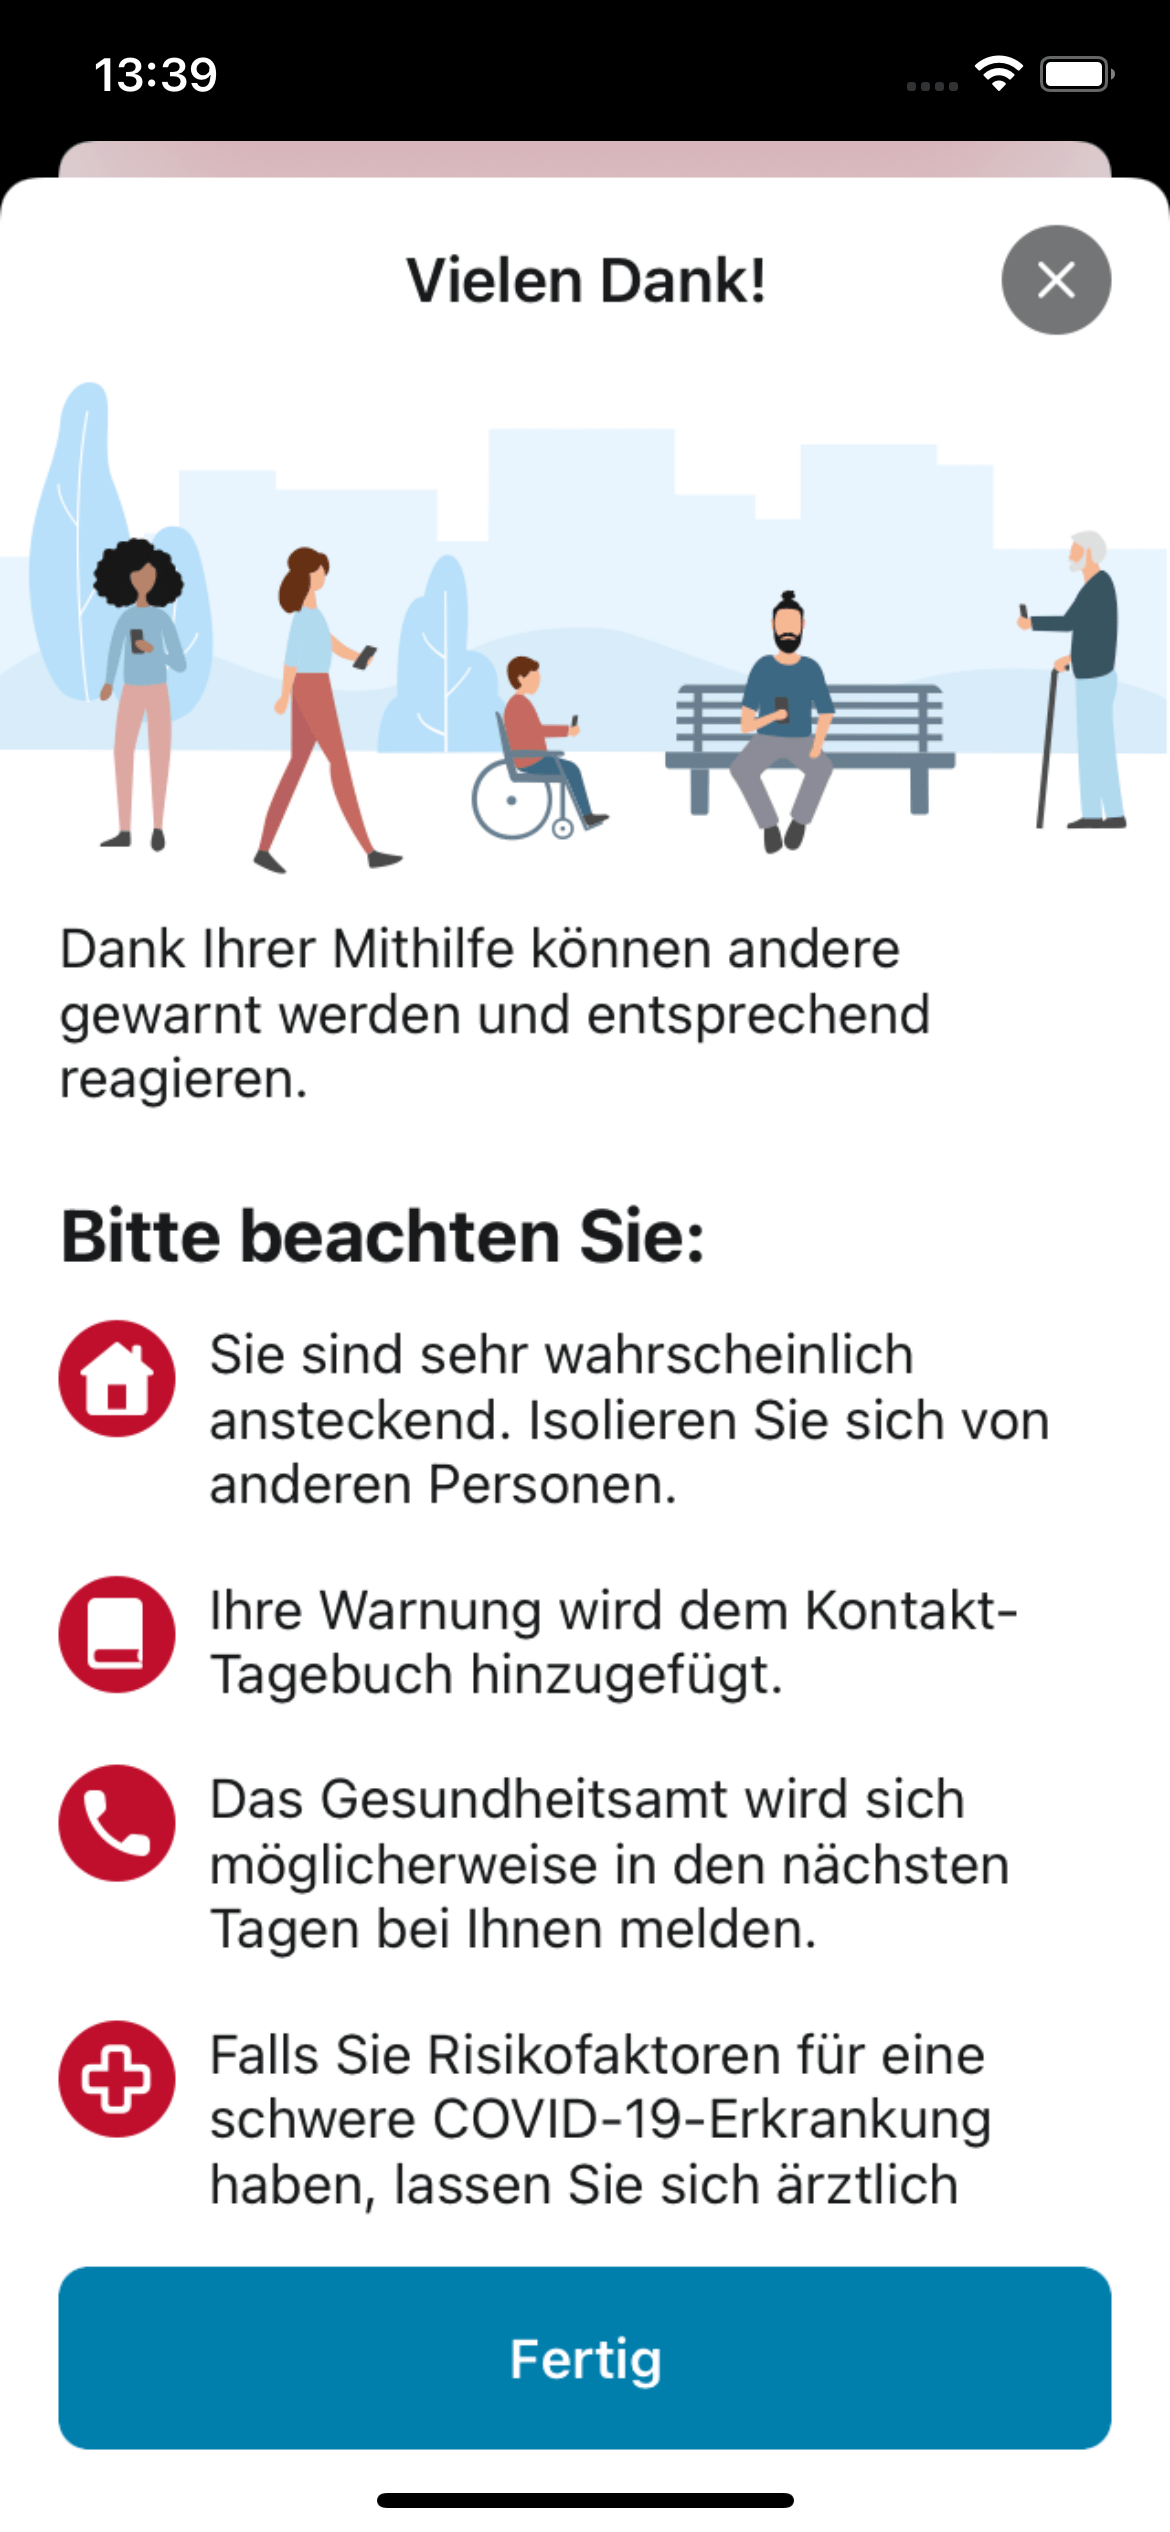 13:39
Vielen Dank!
Dank Ihrer Mithilfe können andere
gewarnt werden und entsprechend
reagieren.
Bitte beachten Sie:
Sie sind sehr wahrscheinlich
ansteckend. Isolieren Sie sich von
anderen Personen.
Ihre Warnung wird dem Kontakt-
Tagebuch hinzugefügt.
Das Gesundheitsamt wird sich
möglicherweise in den nächsten
Tagen bei Ihnen melden.
Falls Sie Risikofaktoren für eine
schwere COVID-19-Erkrankung
haben, lassen Sie sich ärztlich
Fertig